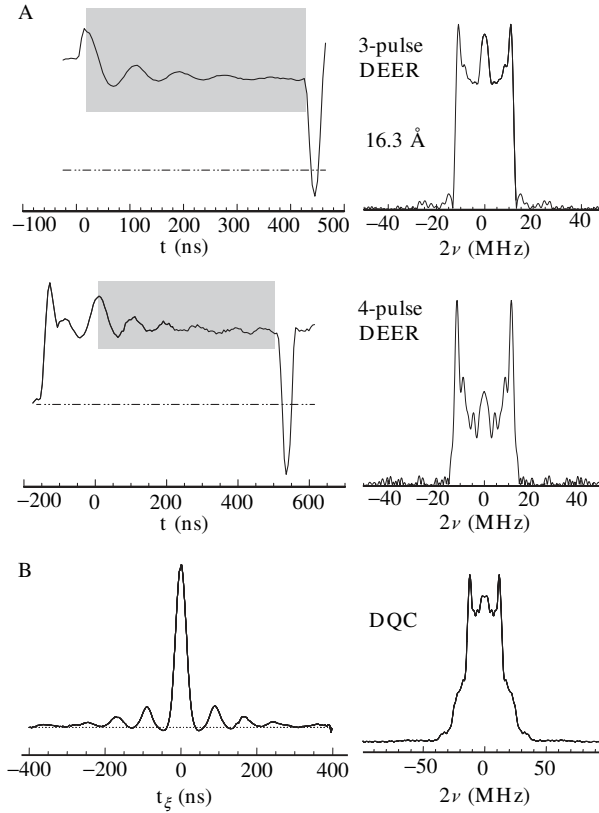 A
3-pulse
DEER
16.3 Å
−100 0 100 200 300 400 500
t (ns)
−40 −20 0 20 40
2ν (MHz)
4-pulse
DEER
−200 0 200 400 600
t (ns)
−40 −20 0 20 40
2ν (MHz)
B
DQC
−400 −200 0 200 400
tξ (ns)
−50 0 50
2ν (MHz)